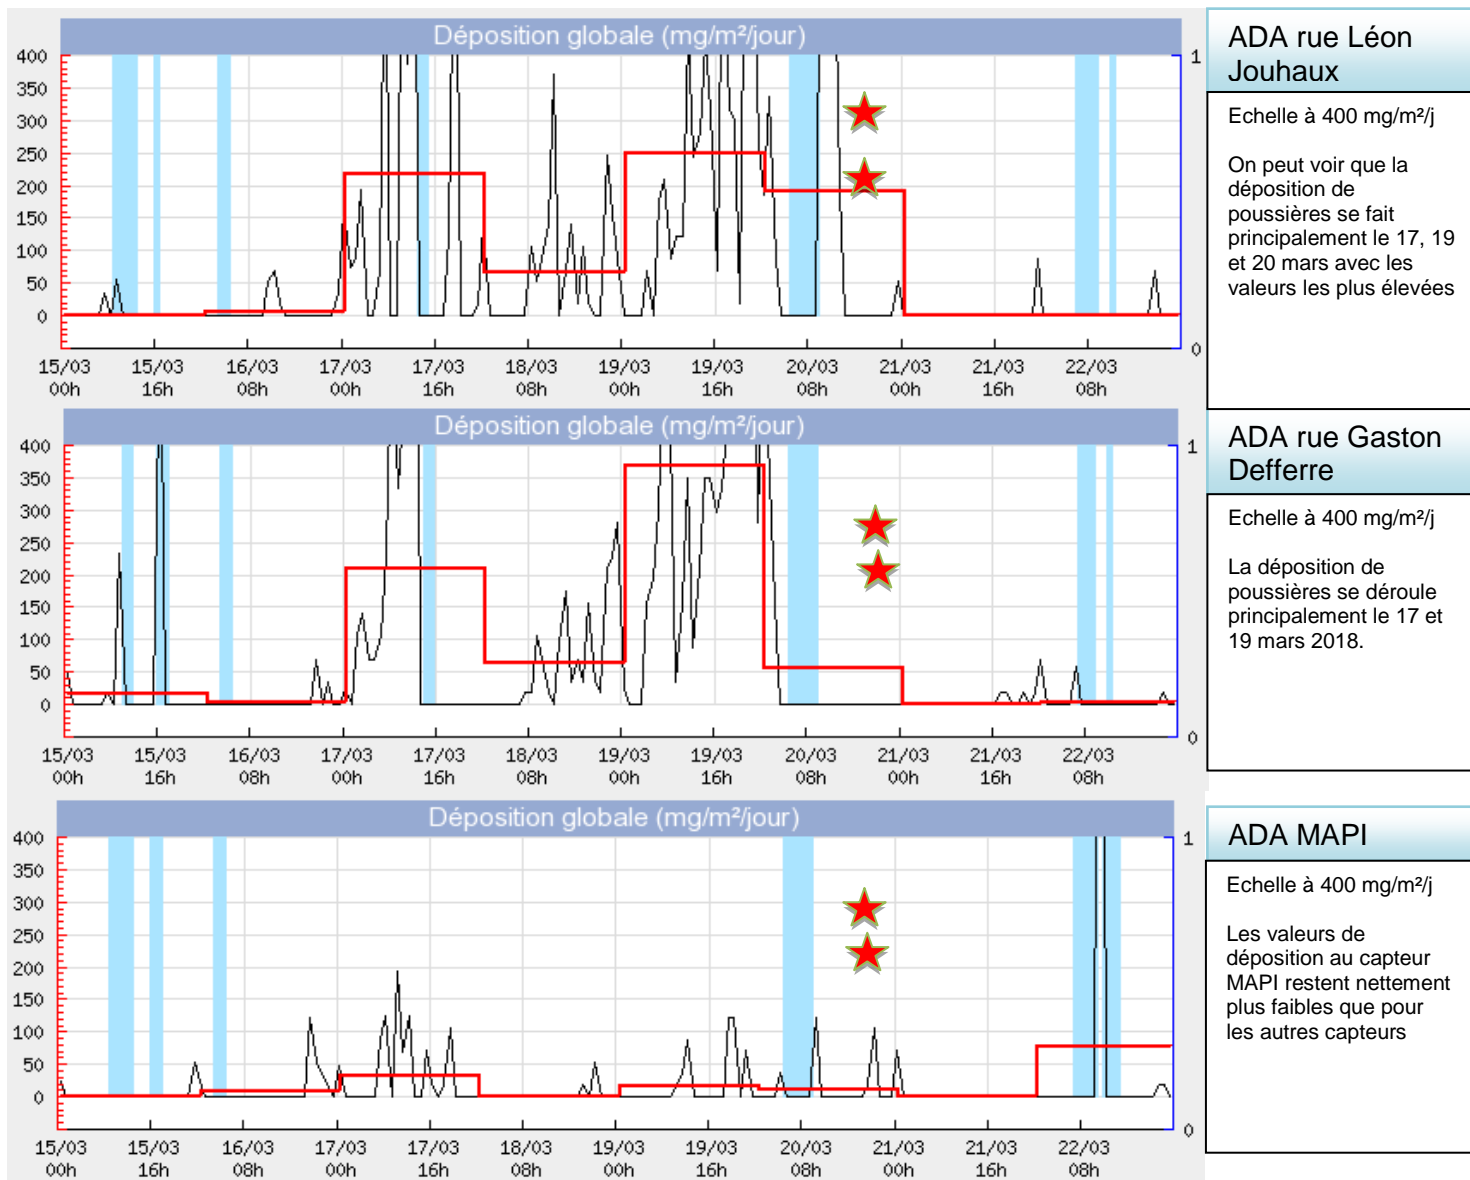 Déposition globale (mg/m²/jour)
400
350
300
250
200
150
100
50
0
1
0
15/03 15/03 16/03 17/03 17/03 18/03 19/03 19/03 20/03 21/03 21/03 22/03
00h 16h 08h 00h 16h 08h 00h 16h 08h 00h 16h 08h
ADA rue Léon
Jouhaux
Echelle à 400 mg/m²/j
On peut voir que la
déposition de
poussières se fait
principalement le 17, 19
et 20 mars avec les
valeurs les plus élevées
Déposition globale (mg/m²/jour)
400
350
300
250
200
150
100
50
0
1
0
15/03 15/03 16/03 17/03 17/03 18/03 19/03 19/03 20/03 21/03 21/03 22/03
00h 16h 08h 00h 16h 08h 00h 16h 08h 00h 16h 08h
ADA rue Gaston
Defferre
Echelle à 400 mg/m²/j
La déposition de
poussières se déroule
principalement le 17 et
19 mars 2018.
Déposition globale (mg/m²/jour)
400
350
300
250
200
150
100
50
0
1
0
15/03 15/03 16/03 17/03 17/03 18/03 19/03 19/03 20/03 21/03 21/03 22/03
00h 16h 08h 00h 16h 08h 00h 16h 08h 00h 16h 08h
ADA MAPI
Echelle à 400 mg/m²/j
Les valeurs de
déposition au capteur
MAPI restent nettement
plus faibles que pour
les autres capteurs